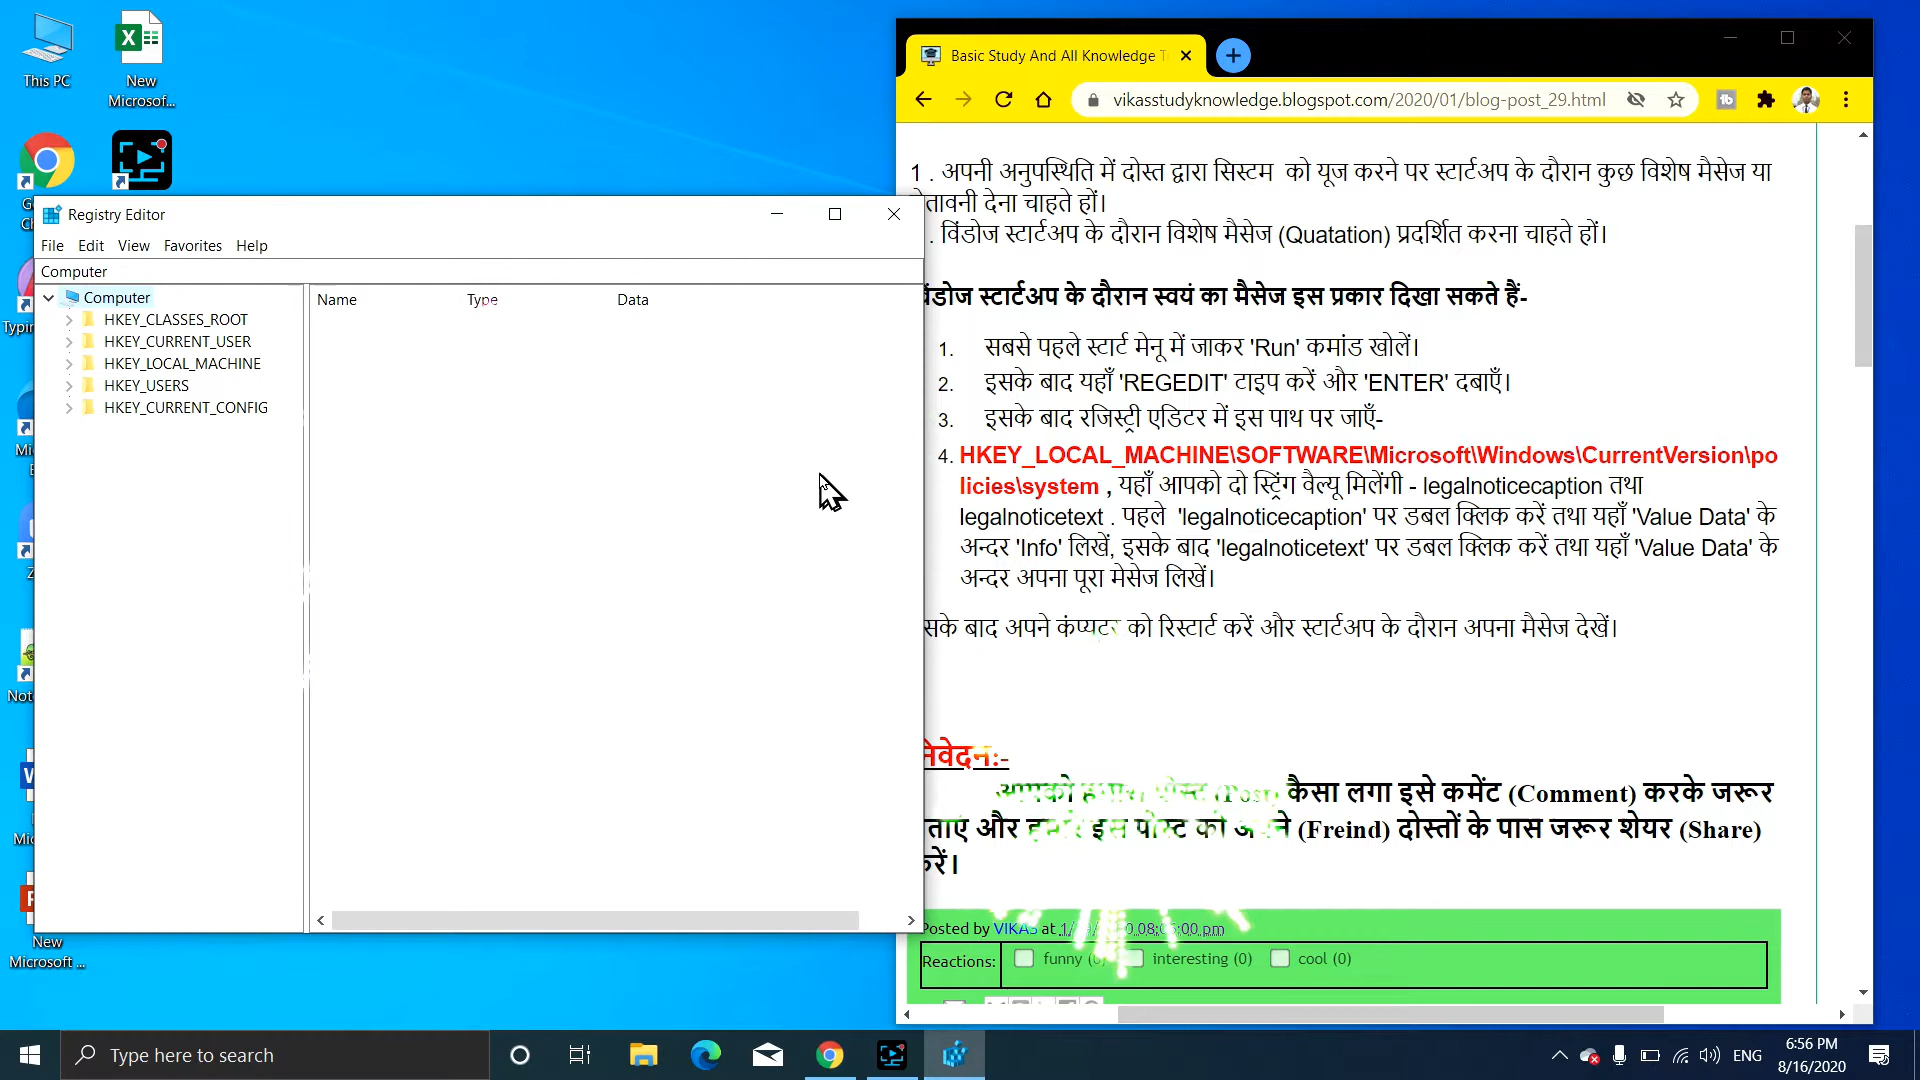 This PC
New
Microsof...
Registry Editor
File Edit View Favorites Help
Computer
Computer
HKEY_CLASSES_ROOT
HKEY_CURRENT_USER
HKEY_LOCAL_MACHINE
HKEY_USERS
HKEY_CURRENT_CONFIG
Name Type Data
New
Microsoft ...
Basic Study And All Knowledge
vikasstudyknowledge.blogspot.com/2020/01/blog-post_29.html
1 . अपनी अनुपस्थिति में दोस्त द्वारा सिस्टम को यूज करने पर स्टार्टअप के दौरान कुछ विशेष मैसेज या
देना चाहते हों।
. विंडोज स्टार्टअप के दौरान विशेष मैसेज (Quatation) प्रदर्शित करना चाहते हों।
स्टार्टअप के दौरान स्वयं का मैसेज इस प्रकार दिखा सकते हैं-
1. सबसे पहले स्टार्ट मेनू में जाकर 'Run' कमांड खोलें।
2. इसके बाद यहाँ 'REGEDIT' टाइप करें और 'ENTER' दबाएँ।
3. इसके बाद रजिस्ट्री एडिटर में इस पाथ पर जाएँ-
4. HKEY_LOCAL_MACHINE\SOFTWARE\Microsoft\Windows\CurrentVersion\po
licies\system , यहाँ आपको दो स्ट्रिंग वैल्यू मिलेंगी - legalnoticecaption तथा
legalnoticetext . पहले 'legalnoticecaption' पर डबल क्लिक करें तथा यहाँ 'Value Data' के
अन्दर 'Info' लिखें, इसके बाद 'legalnoticetext' पर डबल क्लिक करें तथा यहाँ 'Value Data' के
अन्दर अपना पूरा मेसेज लिखें।
बाद अपने कंप्यूटर को रिस्टार्ट करें और स्टार्टअप के दौरान अपना मैसेज देखें।
कैसा लगा इसे कमेंट (Comment) करके जरूर
और इस पोस्ट को (Freind) दोस्तों के पास जरूर शेयर (Share)
Posted by VIKAS at
Reactions: funny interesting (0) cool (0)
Type here to search
ENG
6:56 PM
8/16/2020